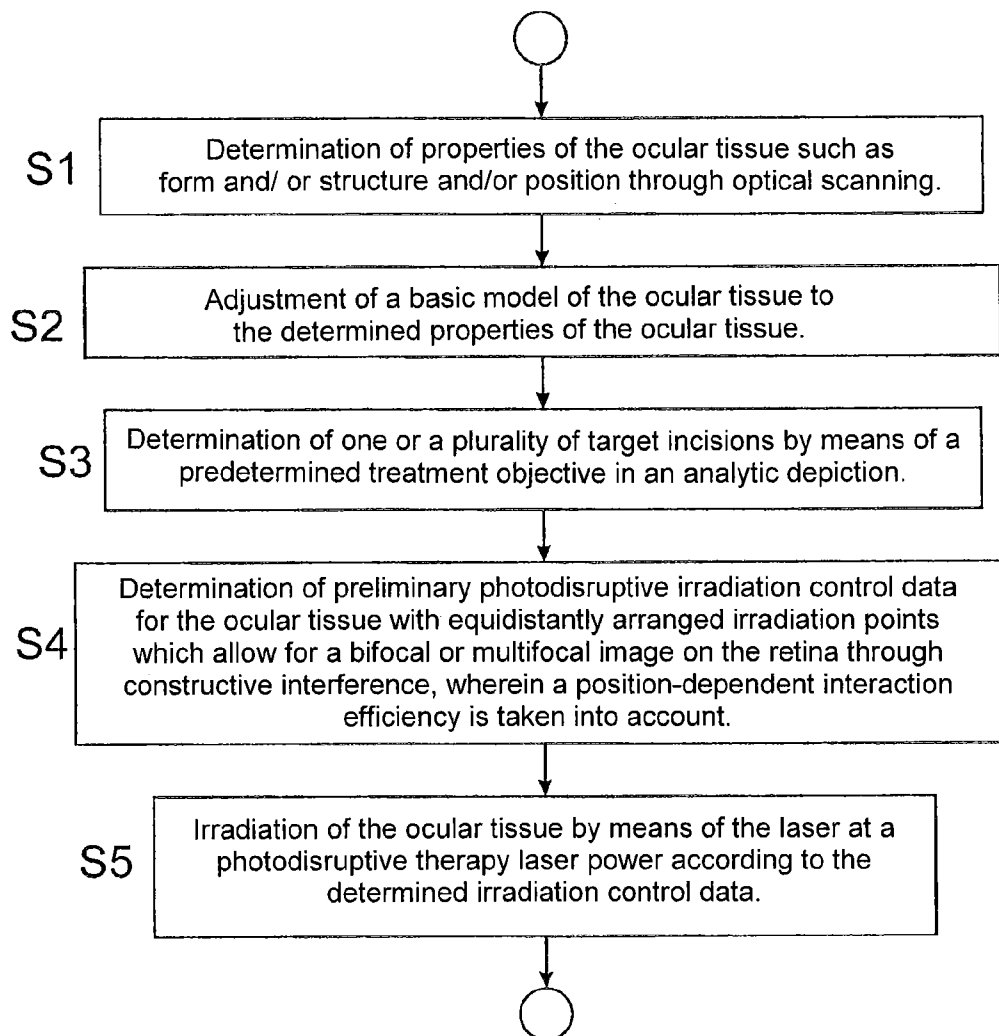 S1
Determination of properties of the ocular tissue such as
form and/ or structure and/or position through optical scanning.
S2
Adjustment of a basic model of the ocular tissue to
the determined properties of the ocular tissue.
S3
Determination of one or a plurality of target incisions by means of a
predetermined treatment objective in an analytic depiction.
S4
Determination of preliminary photodisruptive irradiation control data
for the ocular tissue with equidistantly arranged irradiation points
which allow for a bifocal or multifocal image on the retina through
constructive interference, wherein a position-dependent interaction
efficiency is taken into account.
S5
Irradiation of the ocular tissue by means of the laser at a
photodisruptive therapy laser power according to the
determined irradiation control data.